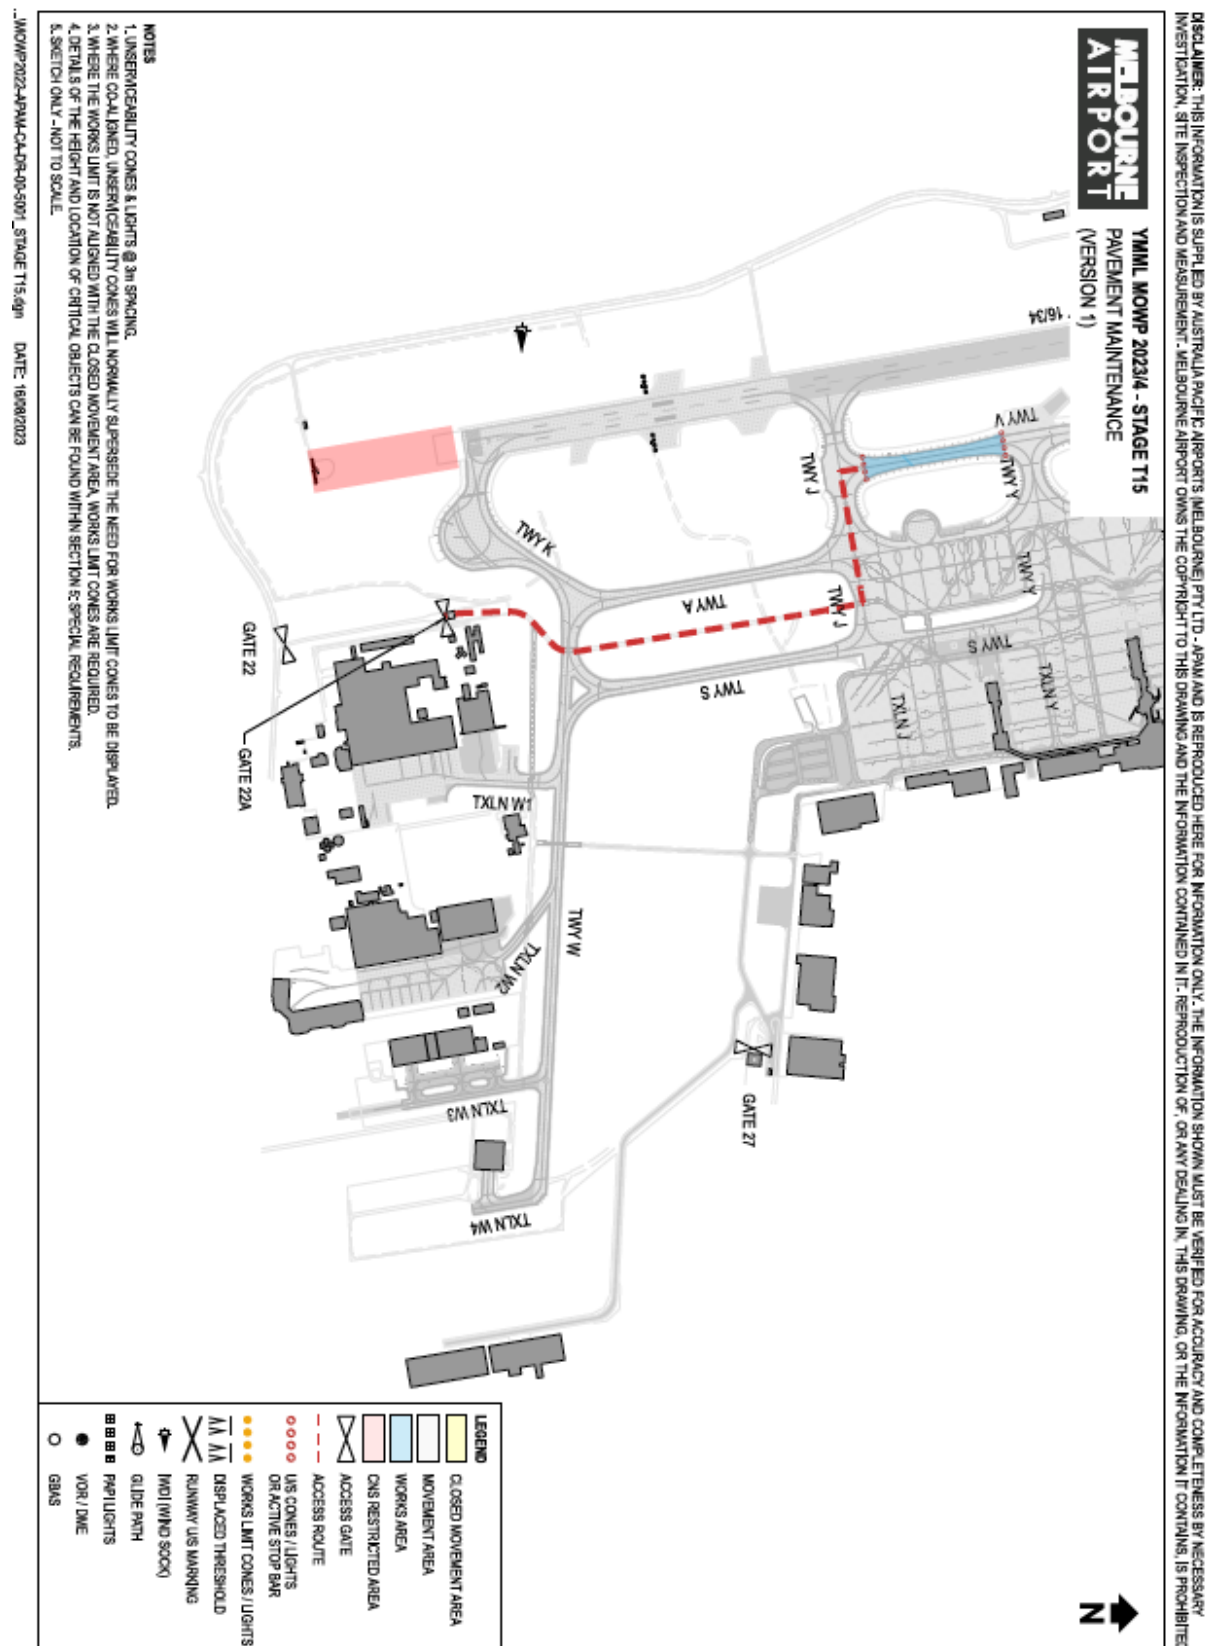 DISCLAIMER: THIS INFORMATION IS SUPPLIED BY AUSTRALIA PACIFIC AIRPORTS (MELBOURNE) PTY LTD - APAM AND IS REPRODUCED HERE FOR INFORMATION ONLY. THE INFORMATION SHOWN MUST BE VERIFIED FOR ACCURACY AND COMPLETENESS BY NECESSARY
INVESTIGATION, SITE INSPECTION AND MEASUREMENT. MELBOURNE AIRPORT OWNS THE COPYRIGHT TO THIS DRAWING AND THE INFORMATION CONTAINED IN IT. REPRODUCTION OF, OR ANY DEALING IN, THIS DRAWING, OR THE INFORMATION IT CONTAINS, IS PROHIBITED
MELBOURNE
AIRPORT
YMML MOWP 2023/4 - STAGE T15
PAVEMENT MAINTENANCE
(VERSION 1)
16/34
TWY V
TWY Y
TWY J
TWY Y
TWY K
TWY A
TWY J
TWY S
TXLN Y
TWY S
TXLN J
GATE 22
GATE 22A
TXLN W1
TWY W
TXLN W2
GATE 27
TXLN W3
TXLN W4
N
NOTES
1. UNSERVICEABILITY CONES & LIGHTS @ 3m SPACING.
2. WHERE CO-ALIGNED, UNSERVICEABILITY CONES WILL NORMALLY SUPERSEDE THE NEED FOR WORKS LIMIT CONES TO BE DISPLAYED.
3. WHERE THE WORKS LIMIT IS NOT ALIGNED WITH THE CLOSED MOVEMENT AREA, WORKS LIMIT CONES ARE REQUIRED.
4. DETAILS OF THE HEIGHT AND LOCATION OF CRITICAL OBJECTS CAN BE FOUND WITHIN SECTION 5: SPECIAL REQUIREMENTS.
5. SKETCH ONLY - NOT TO SCALE.
LEGEND
CLOSED MOVEMENT AREA
MOVEMENT AREA
WORKS AREA
CNS RESTRICTED AREA
ACCESS GATE
ACCESS ROUTE
U/S CONES / LIGHTS
OR ACTIVE STOP BAR
WORKS LIMIT CONES / LIGHTS
DISPLACED THRESHOLD
RUNWAY U/S MARKING
IWDI (WIND SOCK)
GLIDE PATH
PAPI LIGHTS
VOR / DME
GBAS
...\MOWP2022-APAM-CA-DR-00-5001_STAGE T15.dgn DATE: 16/08/2023